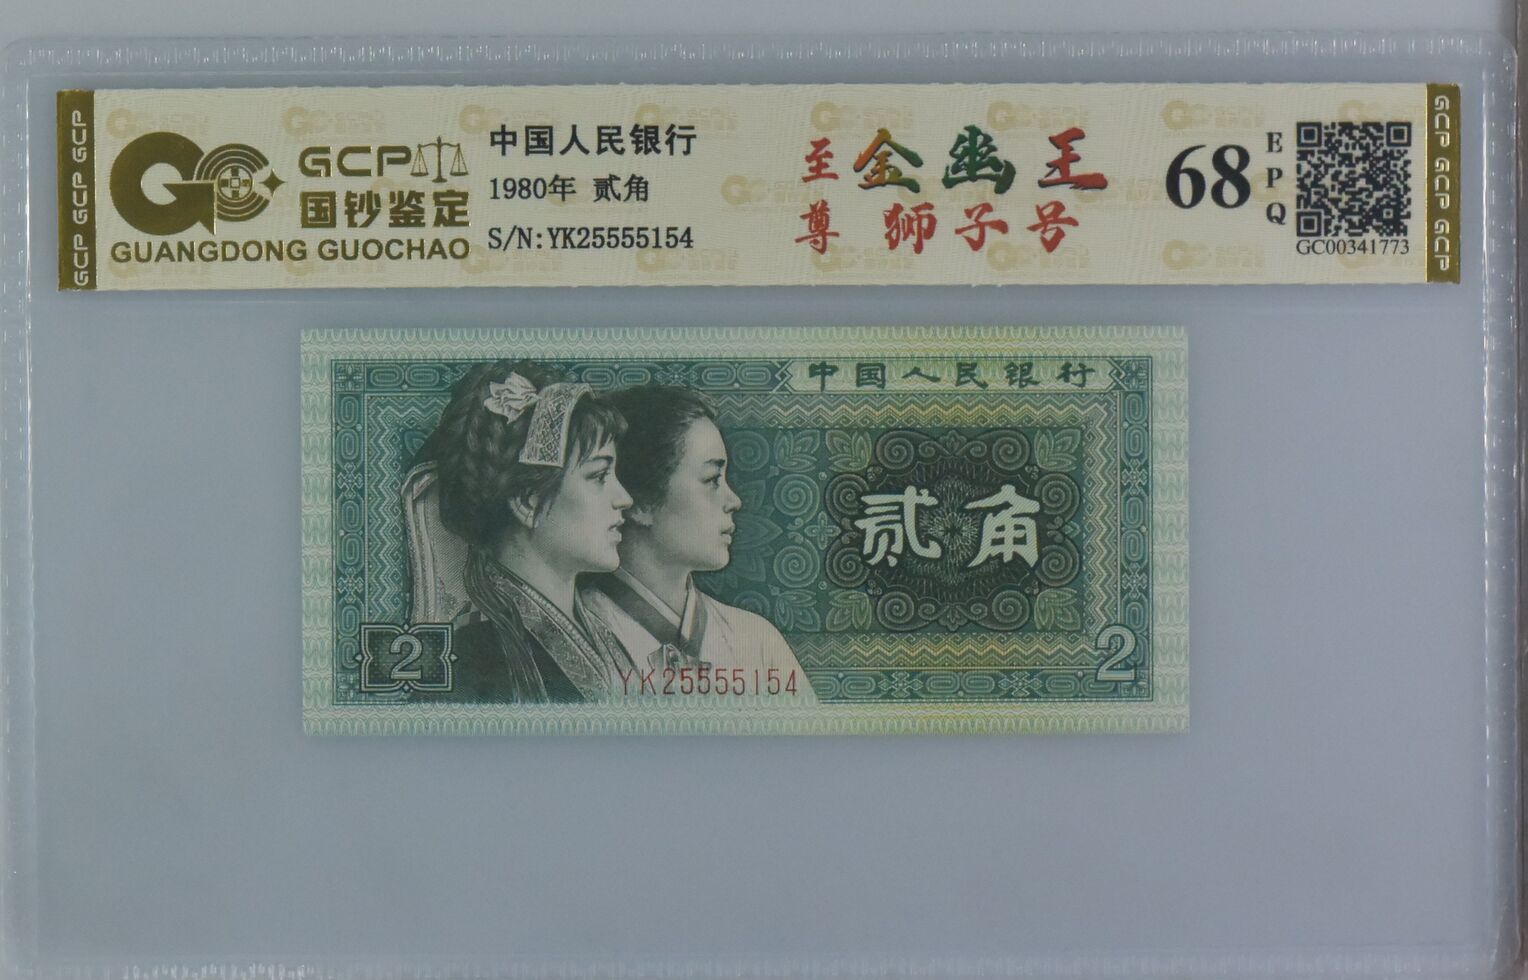 GCP GCP GCP
GCP
国钞鉴定
GUANGDONG GUOCHAO
中国人民银行
1980年 贰角
S/N:YK25555154
至尊
金幽王
狮子号
68
EPQ
GC00341773
GCP GCP GCP
中国人民银行
贰角
2
2
YK25555154